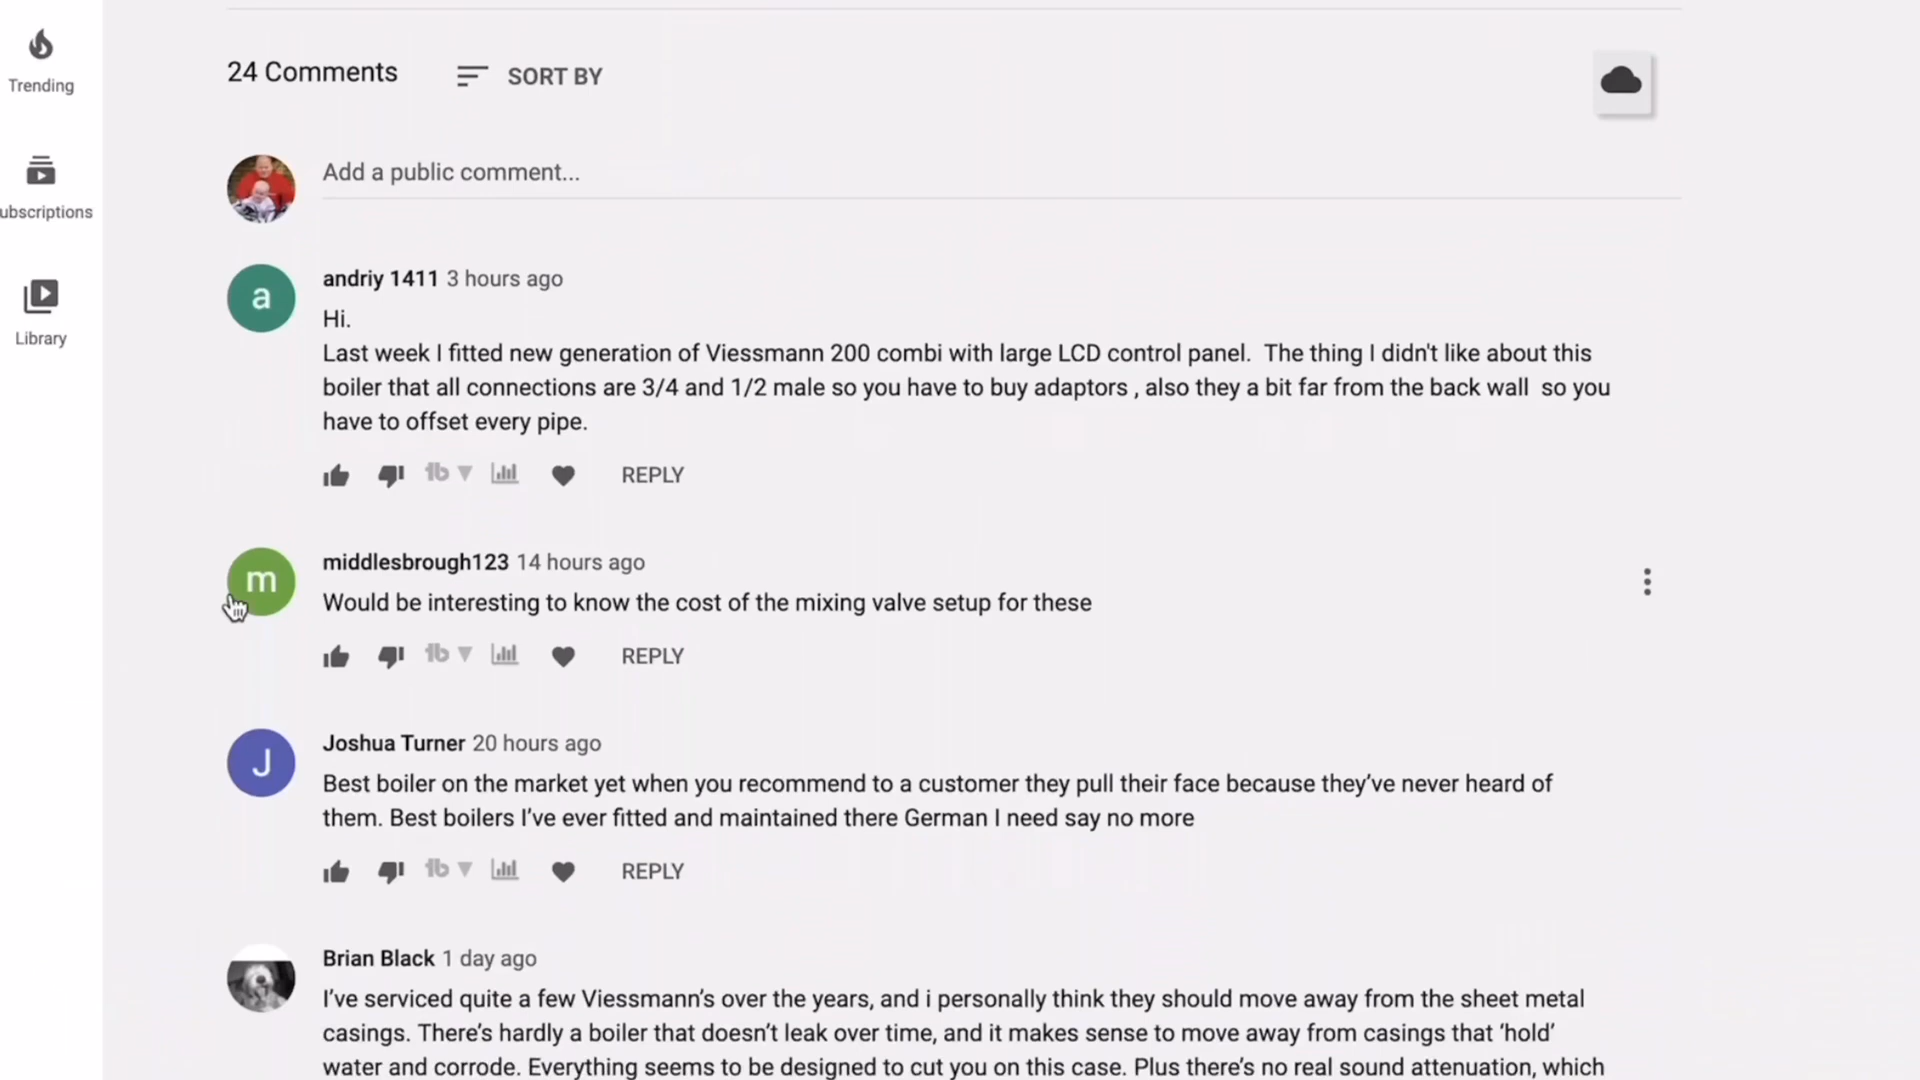 Trending
ubscriptions
Library
24 Comments
SORT BY
Add a public comment...
a
andriy 1411 3 hours ago
Hi.
Last week I fitted new generation of Viessmann 200 combi with large LCD control panel. The thing I didn't like about this
boiler that all connections are 3/4 and 1/2 male so you have to buy adaptors , also they a bit far from the back wall so you
have to offset every pipe.
REPLY
m
middlesbrough123 14 hours ago
Would be interesting to know the cost of the mixing valve setup for these
REPLY
J
Joshua Turner 20 hours ago
Best boiler on the market yet when you recommend to a customer they pull their face because they’ve never heard of
them. Best boilers I’ve ever fitted and maintained there German I need say no more
REPLY
Brian Black 1 day ago
I’ve serviced quite a few Viessmann’s over the years, and i personally think they should move away from the sheet metal
casings. There’s hardly a boiler that doesn’t leak over time, and it makes sense to move away from casings that ‘hold’
water and corrode. Everything seems to be designed to cut you on this case. Plus there’s no real sound attenuation, which